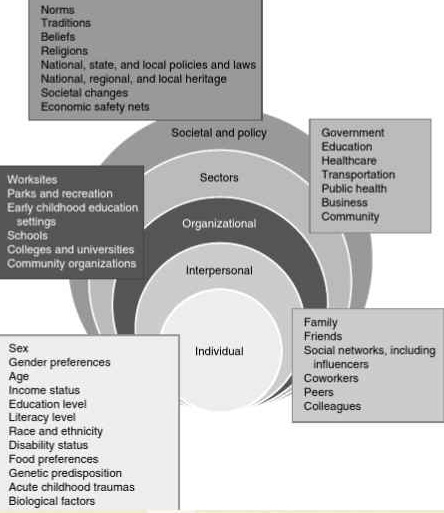 Norms
Traditions
Beliefs
Religions
National, state, and local policies and laws
National, regional, and local heritage
Societal changes
Economic safety nets
Societal and policy
Government
Education
Healthcare
Transportation
Public health
Business
Community
Sectors
Worksites
Parks and recreation
Early childhood education
settings
Schools
Colleges and universities
Community organizations
Organizational
Interpersonal
Family
Friends
Social networks, including
influencers
Coworkers
Peers
Colleagues
Individual
Sex
Gender preferences
Age
Income status
Education level
Literacy level
Race and ethnicity
Disability status
Food preferences
Genetic predisposition
Acute childhood traumas
Biological factors